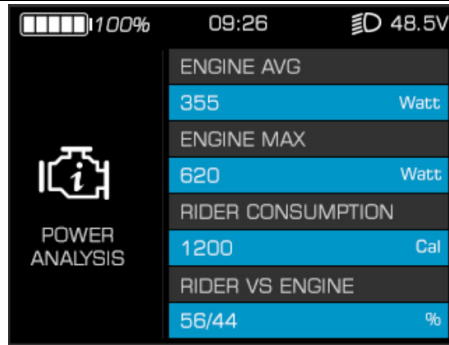 100% 09:26 48.5V
ENGINE AVG
355 Watt
ENGINE MAX
620 Watt
i
POWER
ANALYSIS
RIDER CONSUMPTION
1200 Cal
RIDER VS ENGINE
56/44 %